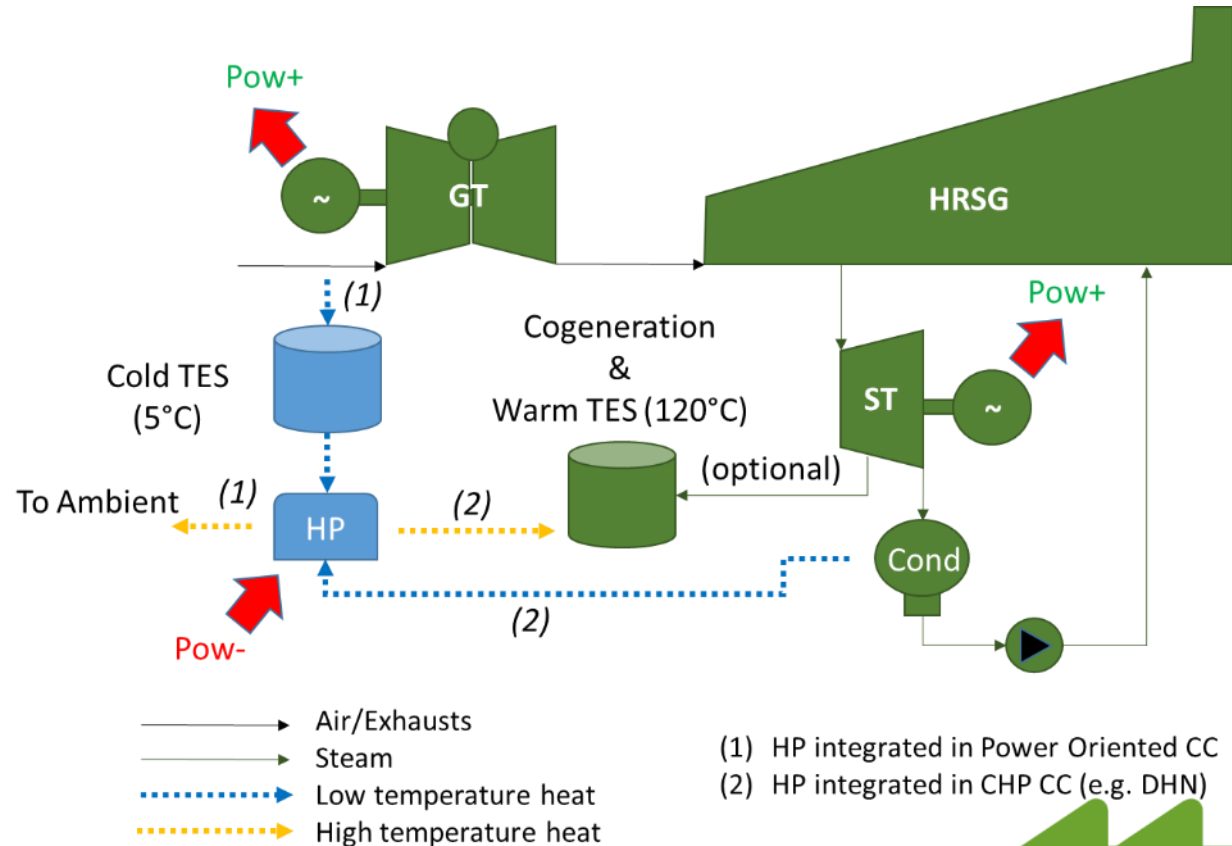 Pow+
~
GT
HRSG
(1)
Cold TES
(5°C)
Cogeneration
&
Warm TES (120°C)
Pow+
ST
~
(optional)
To Ambient
(1)
HP
(2)
Cond
(2)
Pow-
Air/Exhausts
Steam
Low temperature heat
High temperature heat
(1) HP integrated in Power Oriented CC
(2) HP integrated in CHP CC (e.g. DHN)